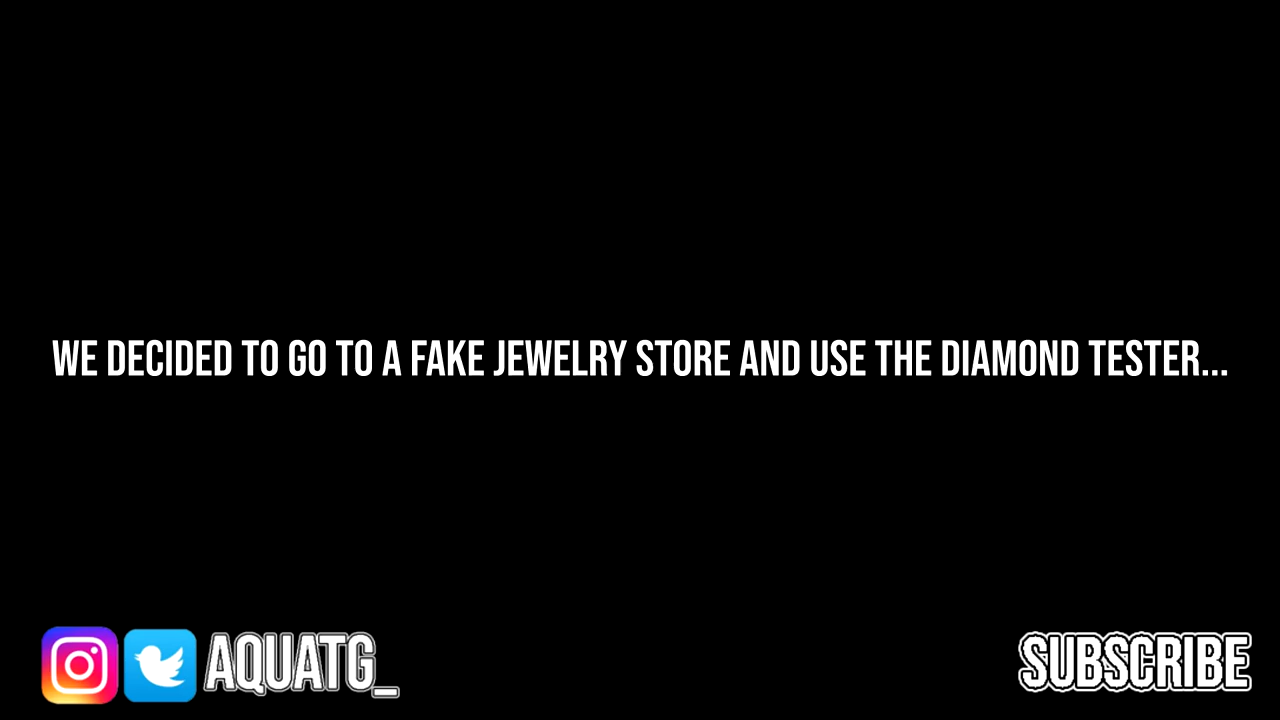 WE DECIDED TO GO TO A FAKE JEWELRY STORE AND USE THE DIAMOND TESTER...
AQUATG_
SUBSCRIBE